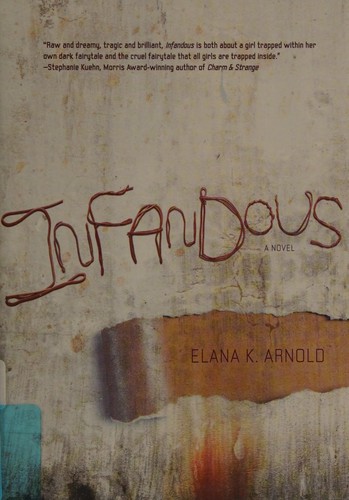 "Raw and dreamy, tragic and brilliant, Infandous is both about a girl trapped within her
own dark fairytale and the cruel fairytale that all girls are trapped inside."
—Stephanie Kuehn, Morris Award-winning author of Charm & Strange
INFANDOUS
A NOVEL
ELANA K. ARNOLD